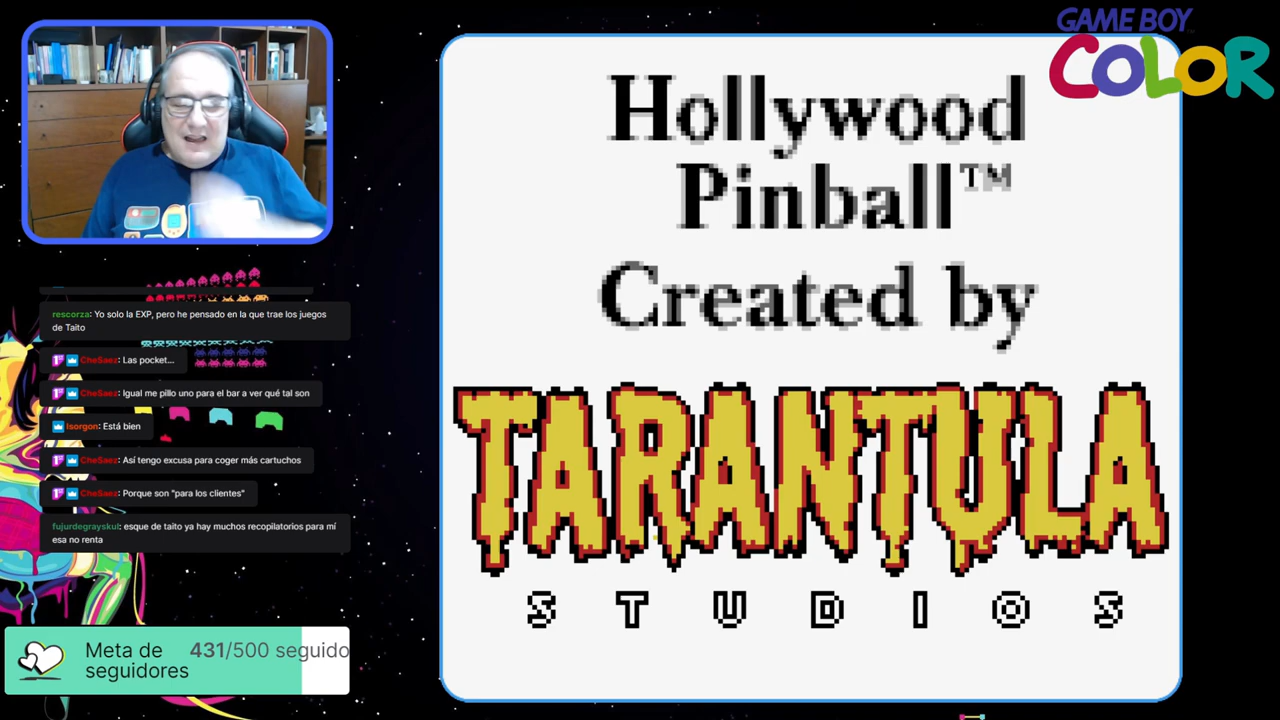 GAME BOY
COLOR
Hollywood
Pinball™
Created by
TARANTULA
STUDIOS
rescorza: Yo solo la EXP, pero he pensado en la que trae los juegos
de Taito
CheSaez: Las pocket...
CheSaez: Igual me pillo uno para el bar a ver qué tal son
Isorgon: Está bien
CheSaez: Así tengo excusa para coger más cartuchos
CheSaez: Porque son "para los clientes"
fujurdegrayskul: esque de taito ya hay muchos recopilatorios para mí
esa no renta
Meta de
seguidores
431/500 seguido